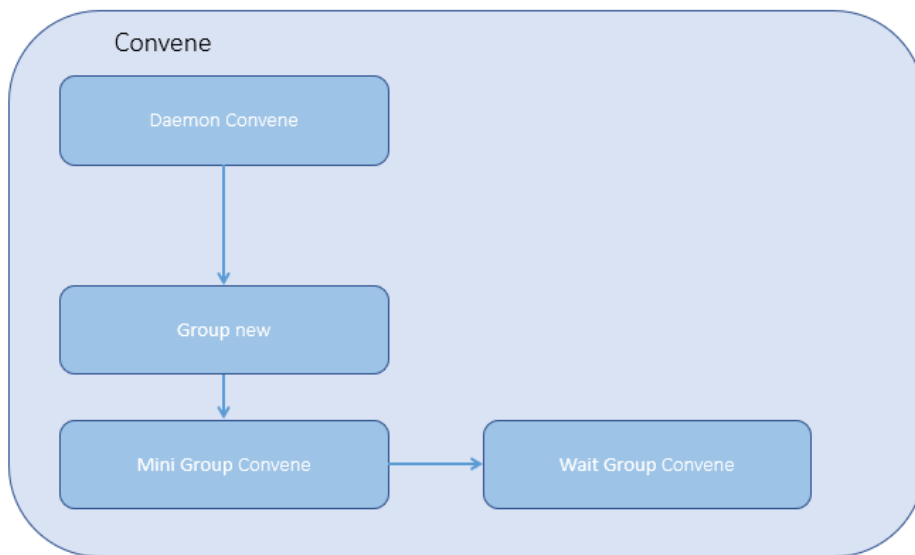 Convene
Daemon Convene
Group new
Mini Group Convene
Wait Group Convene